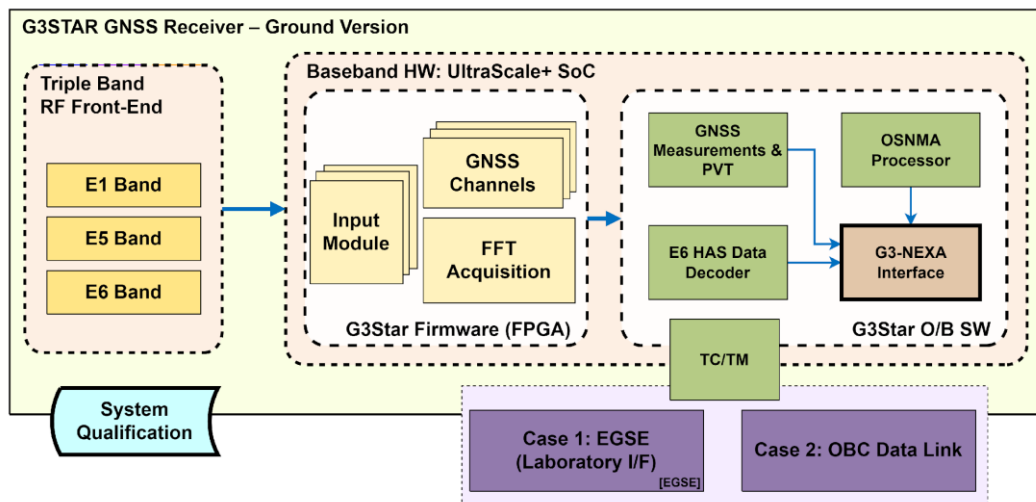 G3STAR GNSS Receiver – Ground Version
Triple Band
RF Front-End
E1 Band
E5 Band
E6 Band
Baseband HW: UltraScale+ SoC
Input
Module
GNSS
Channels
FFT
Acquisition
G3Star Firmware (FPGA)
GNSS
Measurements &
PVT
OSNMA
Processor
E6 HAS Data
Decoder
G3-NEXA
Interface
G3Star O/B SW
TC/TM
System
Qualification
Case 1: EGSE
(Laboratory I/F)
[EGSE]
Case 2: OBC Data Link